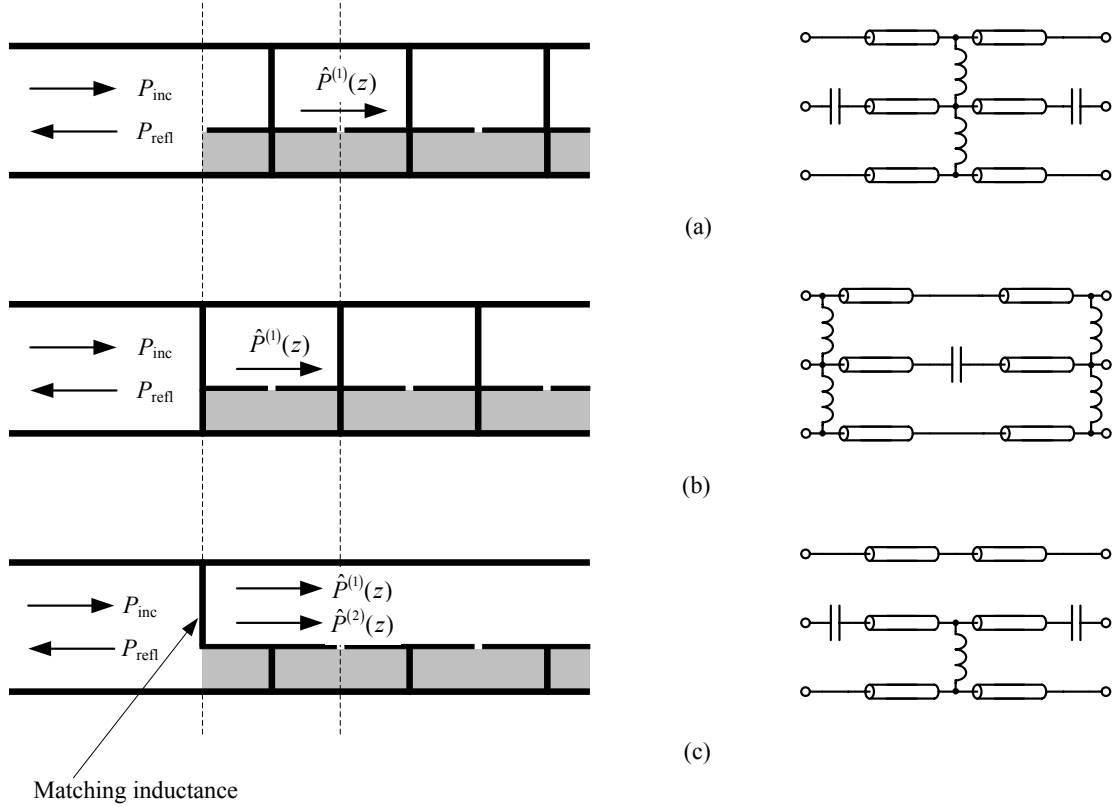 P_inc
P_refl
P̂^(1)(z)
(a)
P_inc
P_refl
P̂^(1)(z)
(b)
P_inc
P_refl
P̂^(1)(z)
P̂^(2)(z)
(c)
Matching inductance